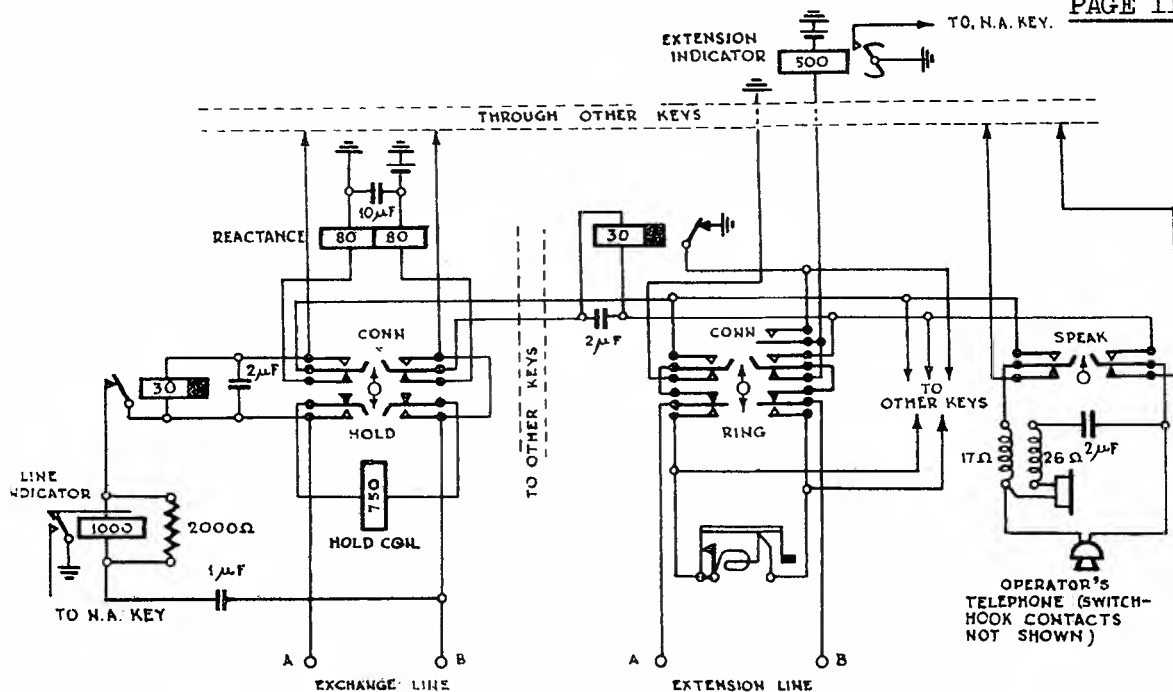 PAGE 11
TO, N.A. KEY.
EXTENSION
INDICATOR
500
THROUGH OTHER KEYS
10µF
REACTANCE
80
80
30
CONN
2µF
CONN
SPEAK
30
2µF
TO OTHER KEYS
TO
OTHER KEYS
HOLD
RING
17Ω
26Ω
2µF
LINE
INDICATOR
1000
2000Ω
750
HOLD COIL
1µF
TO N.A. KEY
OPERATOR'S
TELEPHONE (SWITCH-
HOOK CONTACTS
NOT SHOWN)
A
B
A
B
EXCHANGE LINE
EXTENSION LINE